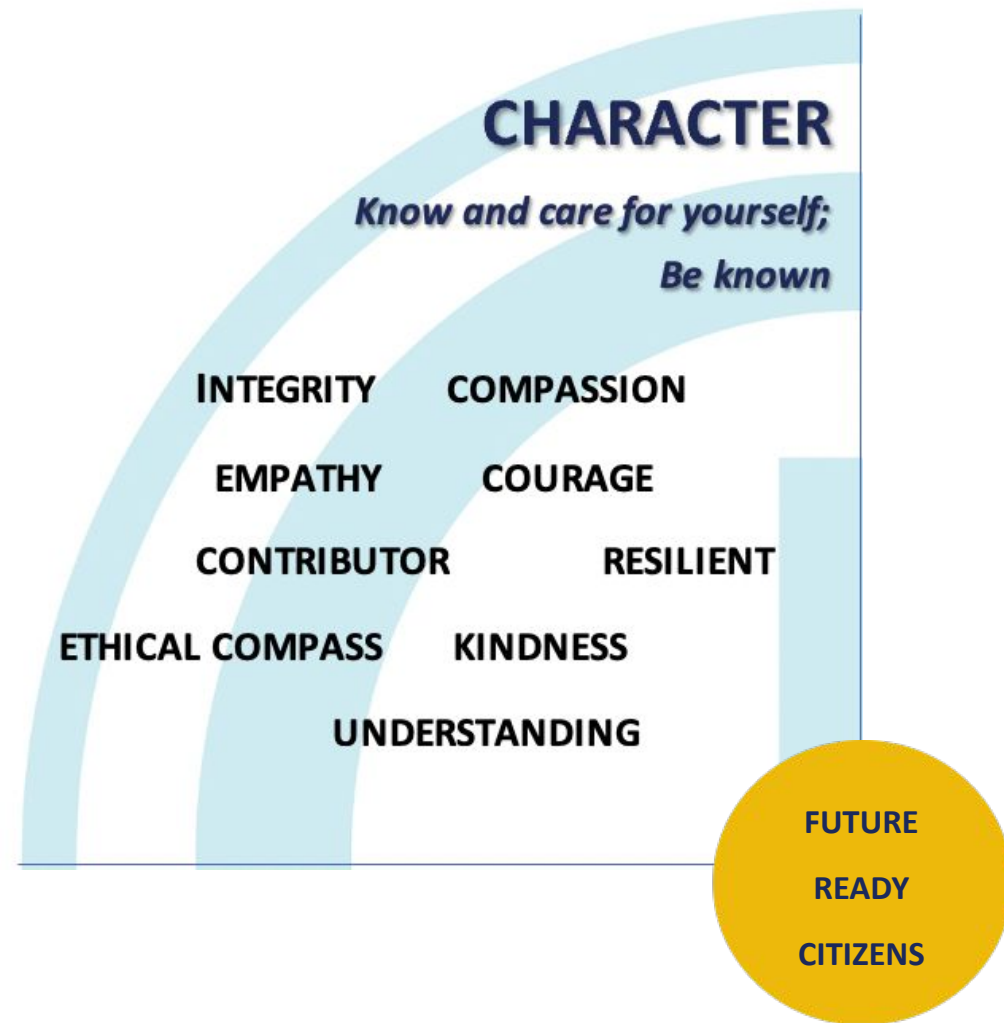 CHARACTER
Know and care for yourself;
Be known
INTEGRITY COMPASSION
EMPATHY COURAGE
CONTRIBUTOR RESILIENT
ETHICAL COMPASS KINDNESS
UNDERSTANDING
FUTURE
READY
CITIZENS